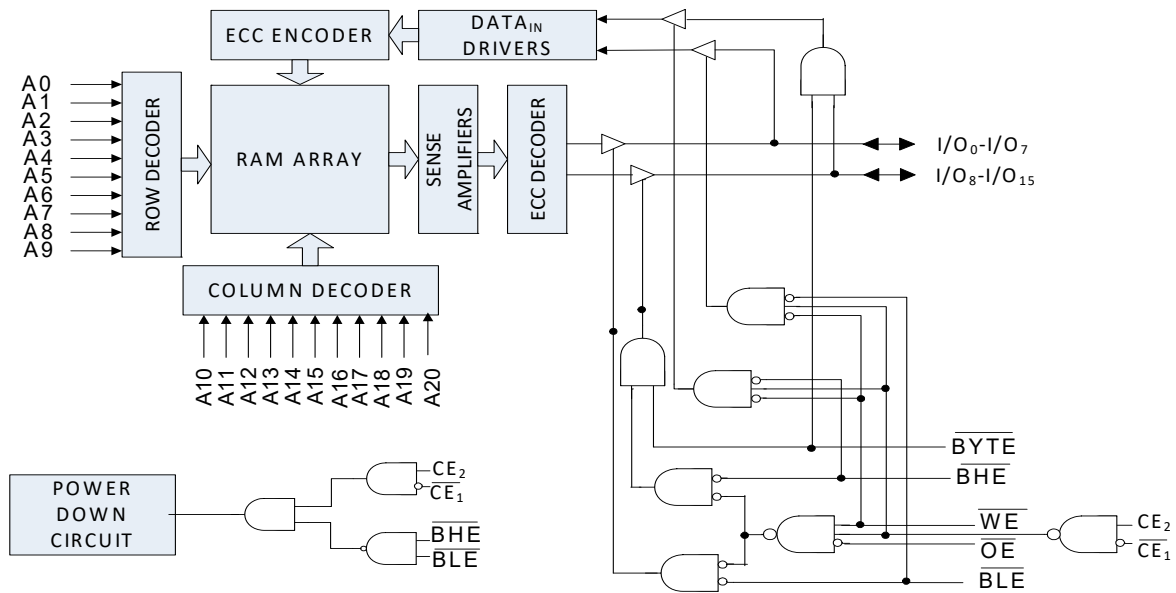 ECC ENCODER
DATAIN
DRIVERS
A0
A1
A2
A3
A4
A5
A6
A7
A8
A9
ROW DECODER
RAM ARRAY
SENSE
AMPLIFIERS
ECC DECODER
I/O0-I/O7
I/O8-I/O15
COLUMN DECODER
A10
A11
A12
A13
A14
A15
A16
A17
A18
A19
A20
BYTE
BHE
WE
OE
BLE
CE2
CE1
POWER
DOWN
CIRCUIT
CE2
CE1
BHE
BLE